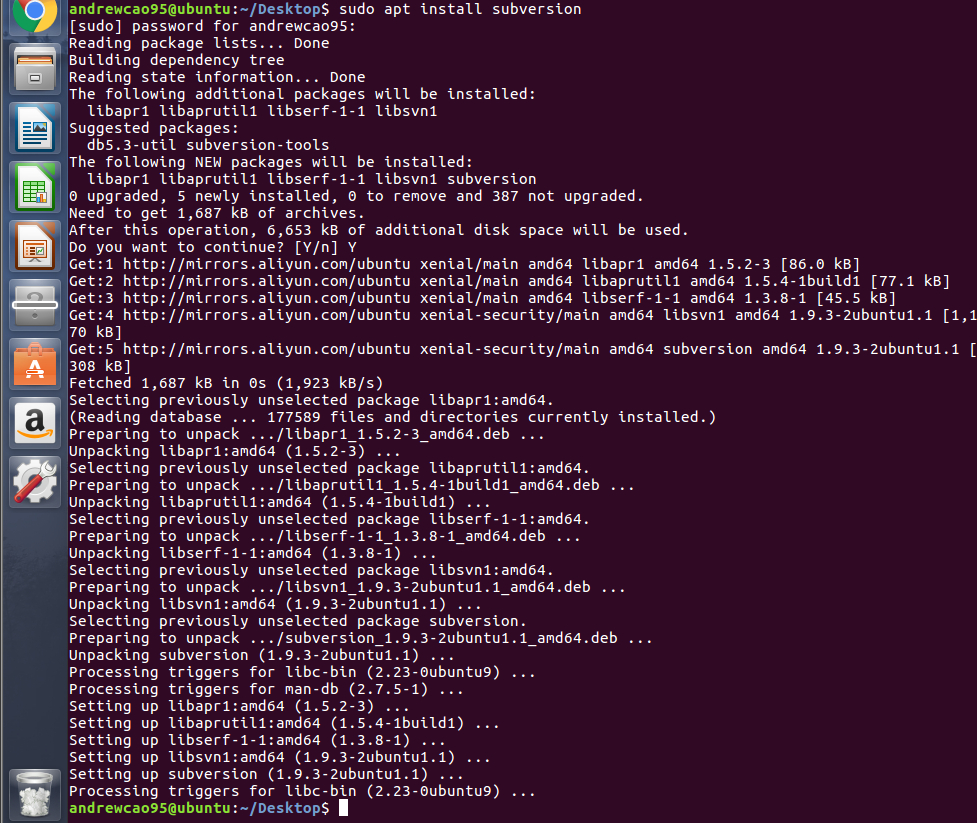 andrewcao95@ubuntu:~/Desktop$ sudo apt install subversion
[sudo] password for andrewcao95:
Reading package lists... Done
Building dependency tree
Reading state information... Done
The following additional packages will be installed:
  libapr1 libaprutil1 libserf-1-1 libsvn1
Suggested packages:
  db5.3-util subversion-tools
The following NEW packages will be installed:
  libapr1 libaprutil1 libserf-1-1 libsvn1 subversion
0 upgraded, 5 newly installed, 0 to remove and 387 not upgraded.
Need to get 1,687 kB of archives.
After this operation, 6,653 kB of additional disk space will be used.
Do you want to continue? [Y/n] Y
Get:1 http://mirrors.aliyun.com/ubuntu xenial/main amd64 libapr1 amd64 1.5.2-3 [86.0 kB]
Get:2 http://mirrors.aliyun.com/ubuntu xenial/main amd64 libaprutil1 amd64 1.5.4-1build1 [77.1 kB]
Get:3 http://mirrors.aliyun.com/ubuntu xenial/main amd64 libserf-1-1 amd64 1.3.8-1 [45.5 kB]
Get:4 http://mirrors.aliyun.com/ubuntu xenial-security/main amd64 libsvn1 amd64 1.9.3-2ubuntu1.1 [1,1
70 kB]
Get:5 http://mirrors.aliyun.com/ubuntu xenial-security/main amd64 subversion amd64 1.9.3-2ubuntu1.1 [
308 kB]
Fetched 1,687 kB in 0s (1,923 kB/s)
Selecting previously unselected package libapr1:amd64.
(Reading database ... 177589 files and directories currently installed.)
Preparing to unpack .../libapr1_1.5.2-3_amd64.deb ...
Unpacking libapr1:amd64 (1.5.2-3) ...
Selecting previously unselected package libaprutil1:amd64.
Preparing to unpack .../libaprutil1_1.5.4-1build1_amd64.deb ...
Unpacking libaprutil1:amd64 (1.5.4-1build1) ...
Selecting previously unselected package libserf-1-1:amd64.
Preparing to unpack .../libserf-1-1_1.3.8-1_amd64.deb ...
Unpacking libserf-1-1:amd64 (1.3.8-1) ...
Selecting previously unselected package libsvn1:amd64.
Preparing to unpack .../libsvn1_1.9.3-2ubuntu1.1_amd64.deb ...
Unpacking libsvn1:amd64 (1.9.3-2ubuntu1.1) ...
Selecting previously unselected package subversion.
Preparing to unpack .../subversion_1.9.3-2ubuntu1.1_amd64.deb ...
Unpacking subversion (1.9.3-2ubuntu1.1) ...
Processing triggers for libc-bin (2.23-0ubuntu9) ...
Processing triggers for man-db (2.7.5-1) ...
Setting up libapr1:amd64 (1.5.2-3) ...
Setting up libaprutil1:amd64 (1.5.4-1build1) ...
Setting up libserf-1-1:amd64 (1.3.8-1) ...
Setting up libsvn1:amd64 (1.9.3-2ubuntu1.1) ...
Setting up subversion (1.9.3-2ubuntu1.1) ...
Processing triggers for libc-bin (2.23-0ubuntu9) ...
andrewcao95@ubuntu:~/Desktop$